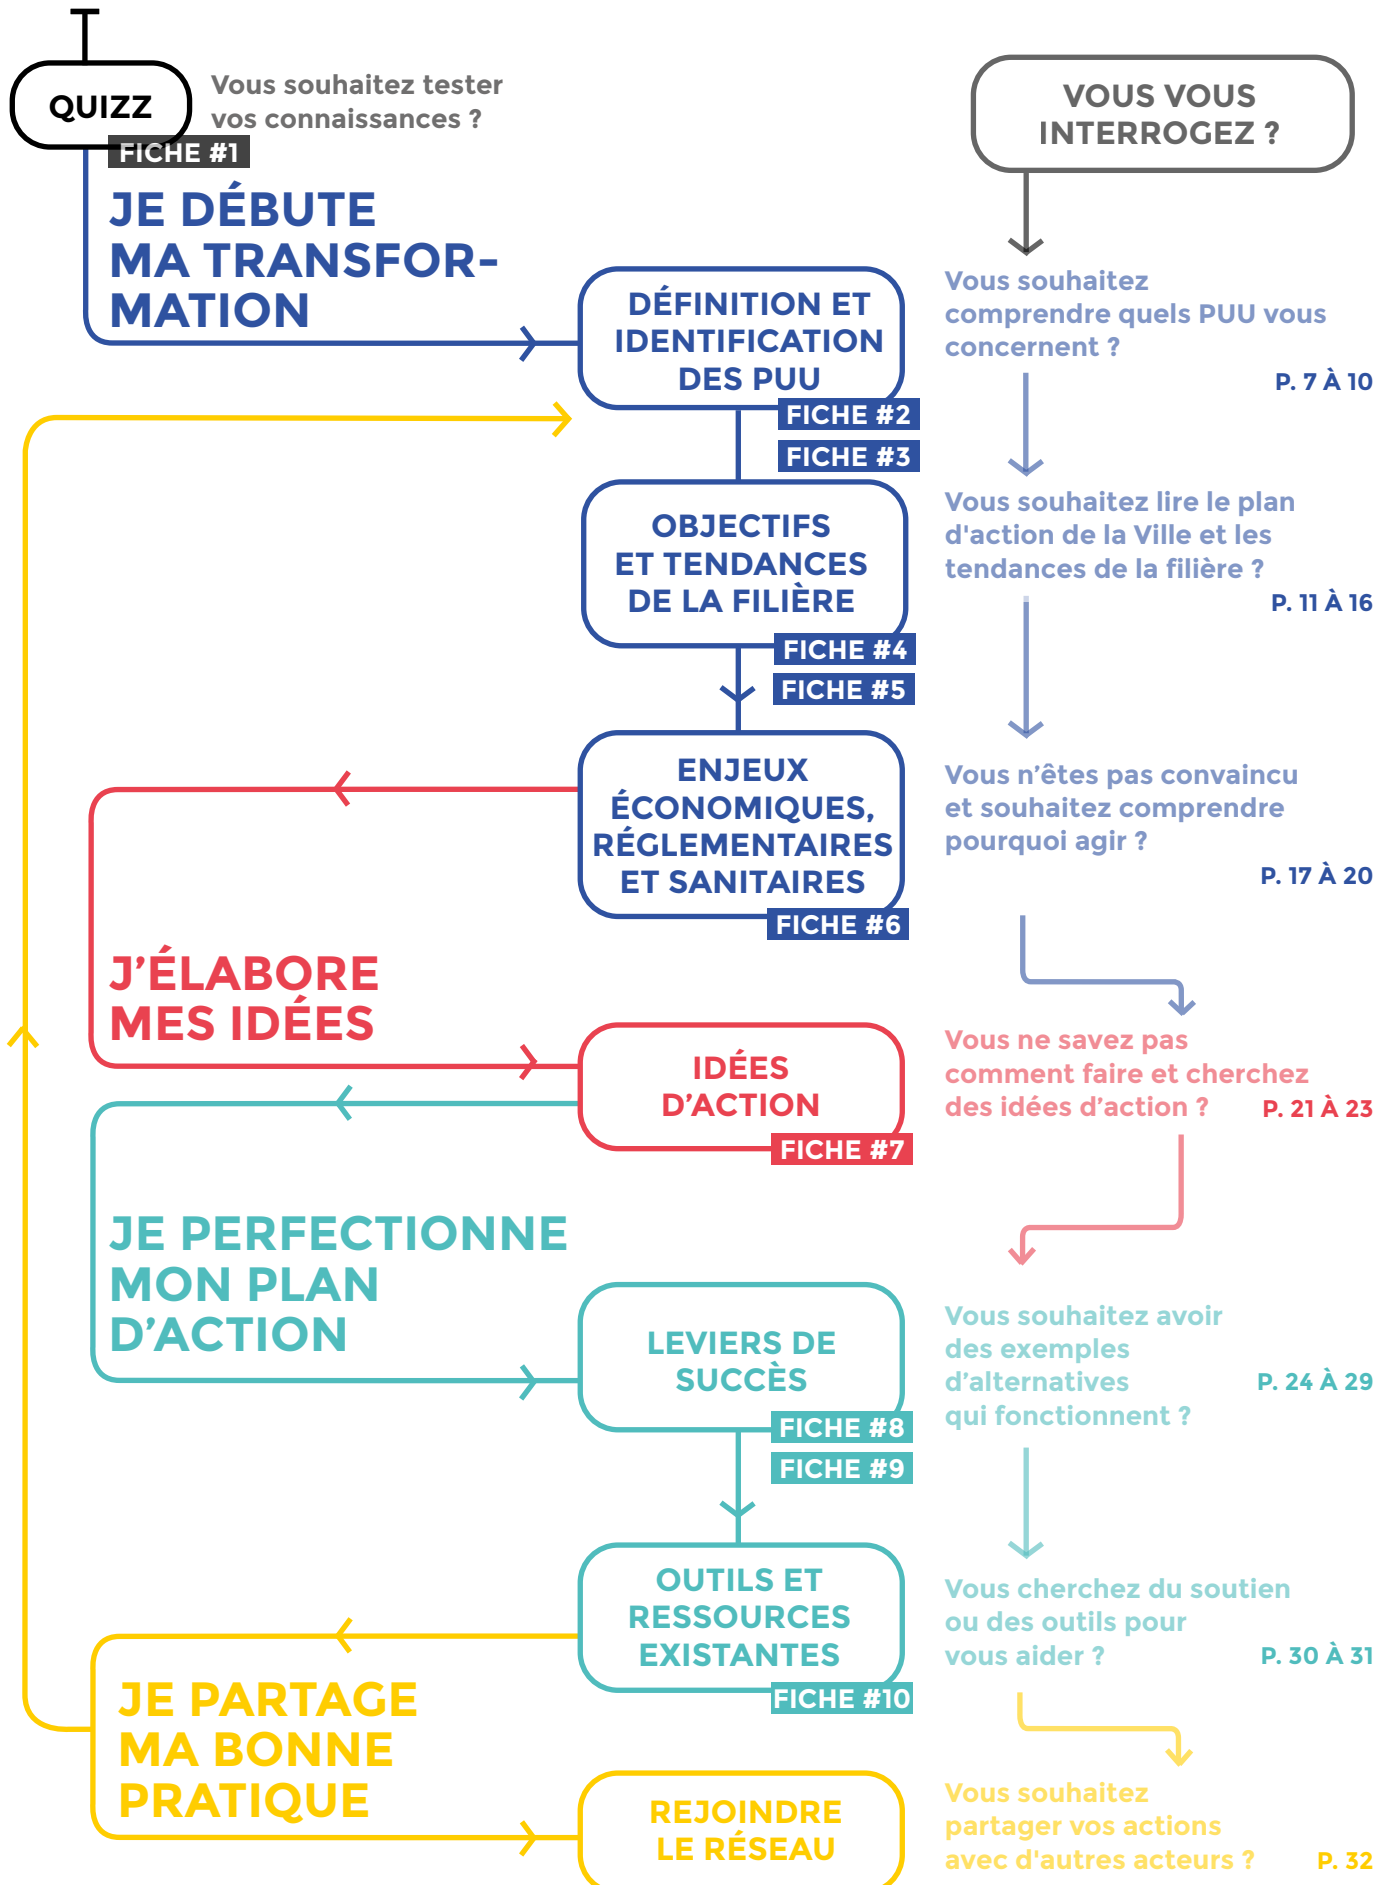 QUIZZ
Vous souhaitez tester
vos connaissances ?
FICHE #1
VOUS VOUS
INTERROGEZ ?
JE DÉBUTE
MA TRANSFOR-
MATION
DÉFINITION ET
IDENTIFICATION
DES PUU
FICHE #2
FICHE #3
Vous souhaitez
comprendre quels PUU vous
concernent ?
P. 7 À 10
OBJECTIFS
ET TENDANCES
DE LA FILIÈRE
FICHE #4
FICHE #5
Vous souhaitez lire le plan
d'action de la Ville et les
tendances de la filière ?
P. 11 À 16
ENJEUX
ÉCONOMIQUES,
RÉGLEMENTAIRES
ET SANITAIRES
FICHE #6
Vous n’êtes pas convaincu
et souhaitez comprendre
pourquoi agir ?
P. 17 À 20
J’ÉLABORE
MES IDÉES
IDÉES
D’ACTION
FICHE #7
Vous ne savez pas
comment faire et cherchez
des idées d’action ?
P. 21 À 23
JE PERFECTIONNE
MON PLAN
D’ACTION
LEVIERS DE
SUCCÈS
FICHE #8
FICHE #9
Vous souhaitez avoir
des exemples
d’alternatives
qui fonctionnent ?
P. 24 À 29
OUTILS ET
RESSOURCES
EXISTANTES
FICHE #10
Vous cherchez du soutien
ou des outils pour
vous aider ?
P. 30 À 31
JE PARTAGE
MA BONNE
PRATIQUE
REJOINDRE
LE RÉSEAU
Vous souhaitez
partager vos actions
avec d'autres acteurs ?
P. 32